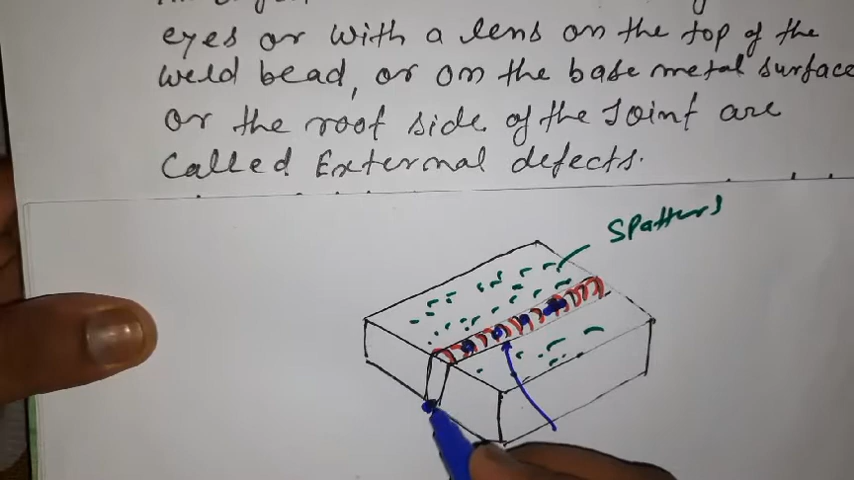 eyes or with a lens on the top of the
weld bead, or on the base metal surface
or the roof side of the Joint are
Called External defects.
Spatters